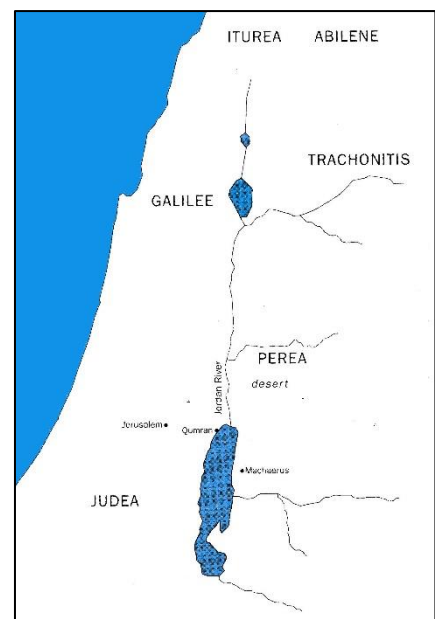 ITUREA ABILENE
TRACHONITIS
GALILEE
PEREA
desert
Jordan River
Jerusalem
Qumran
Machaerus
JUDEA